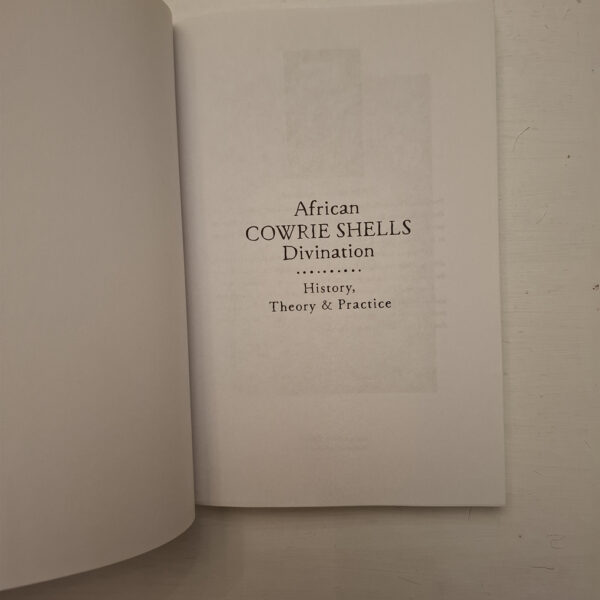 African
COWRIE SHELLS
Divination
History,
Theory & Practice